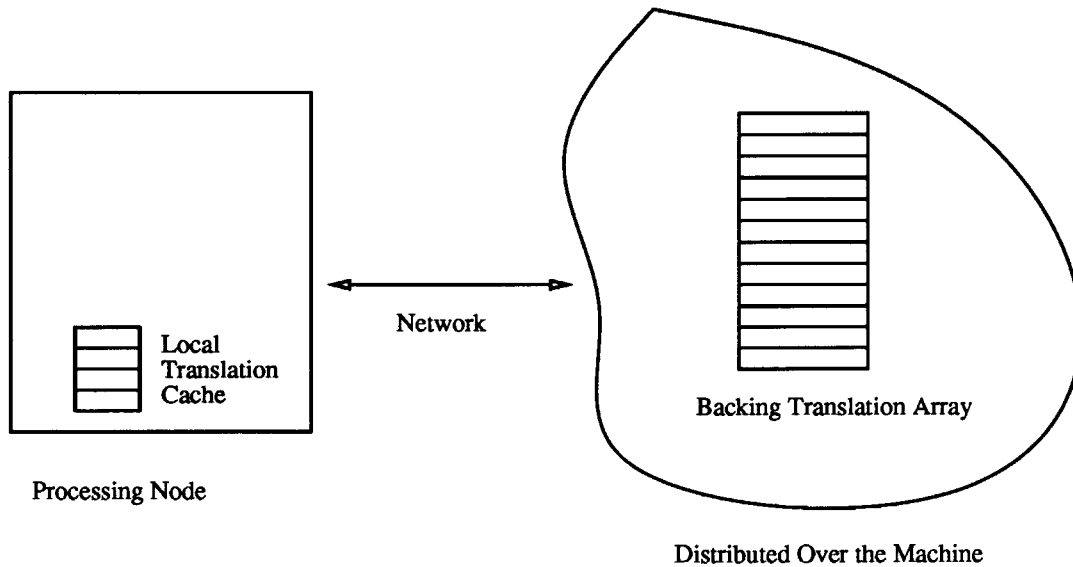 Local
Translation
Cache
Network
Backing Translation Array
Processing Node
Distributed Over the Machine